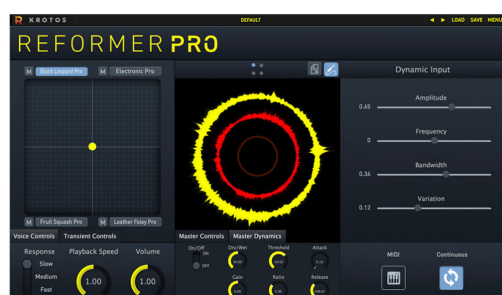 KROTOS
DEFAULT
LOAD SAVE MENU
REFORMER PRO
M Black Leopard Pro M Electronic Pro
M Fruit Squash Pro M Leather Foley Pro
Voice Controls Transient Controls
Response Playback Speed Volume
Slow
Medium
Fast
1.00 1.00
Master Controls Master Dynamics
On/Off Dry/Wet Threshold Attack
ON
OFF
Gain Ratio Release
Dynamic Input
Amplitude
0.65
Frequency
0
Bandwidth
0.36
Variation
0.12
MIDI Continuous